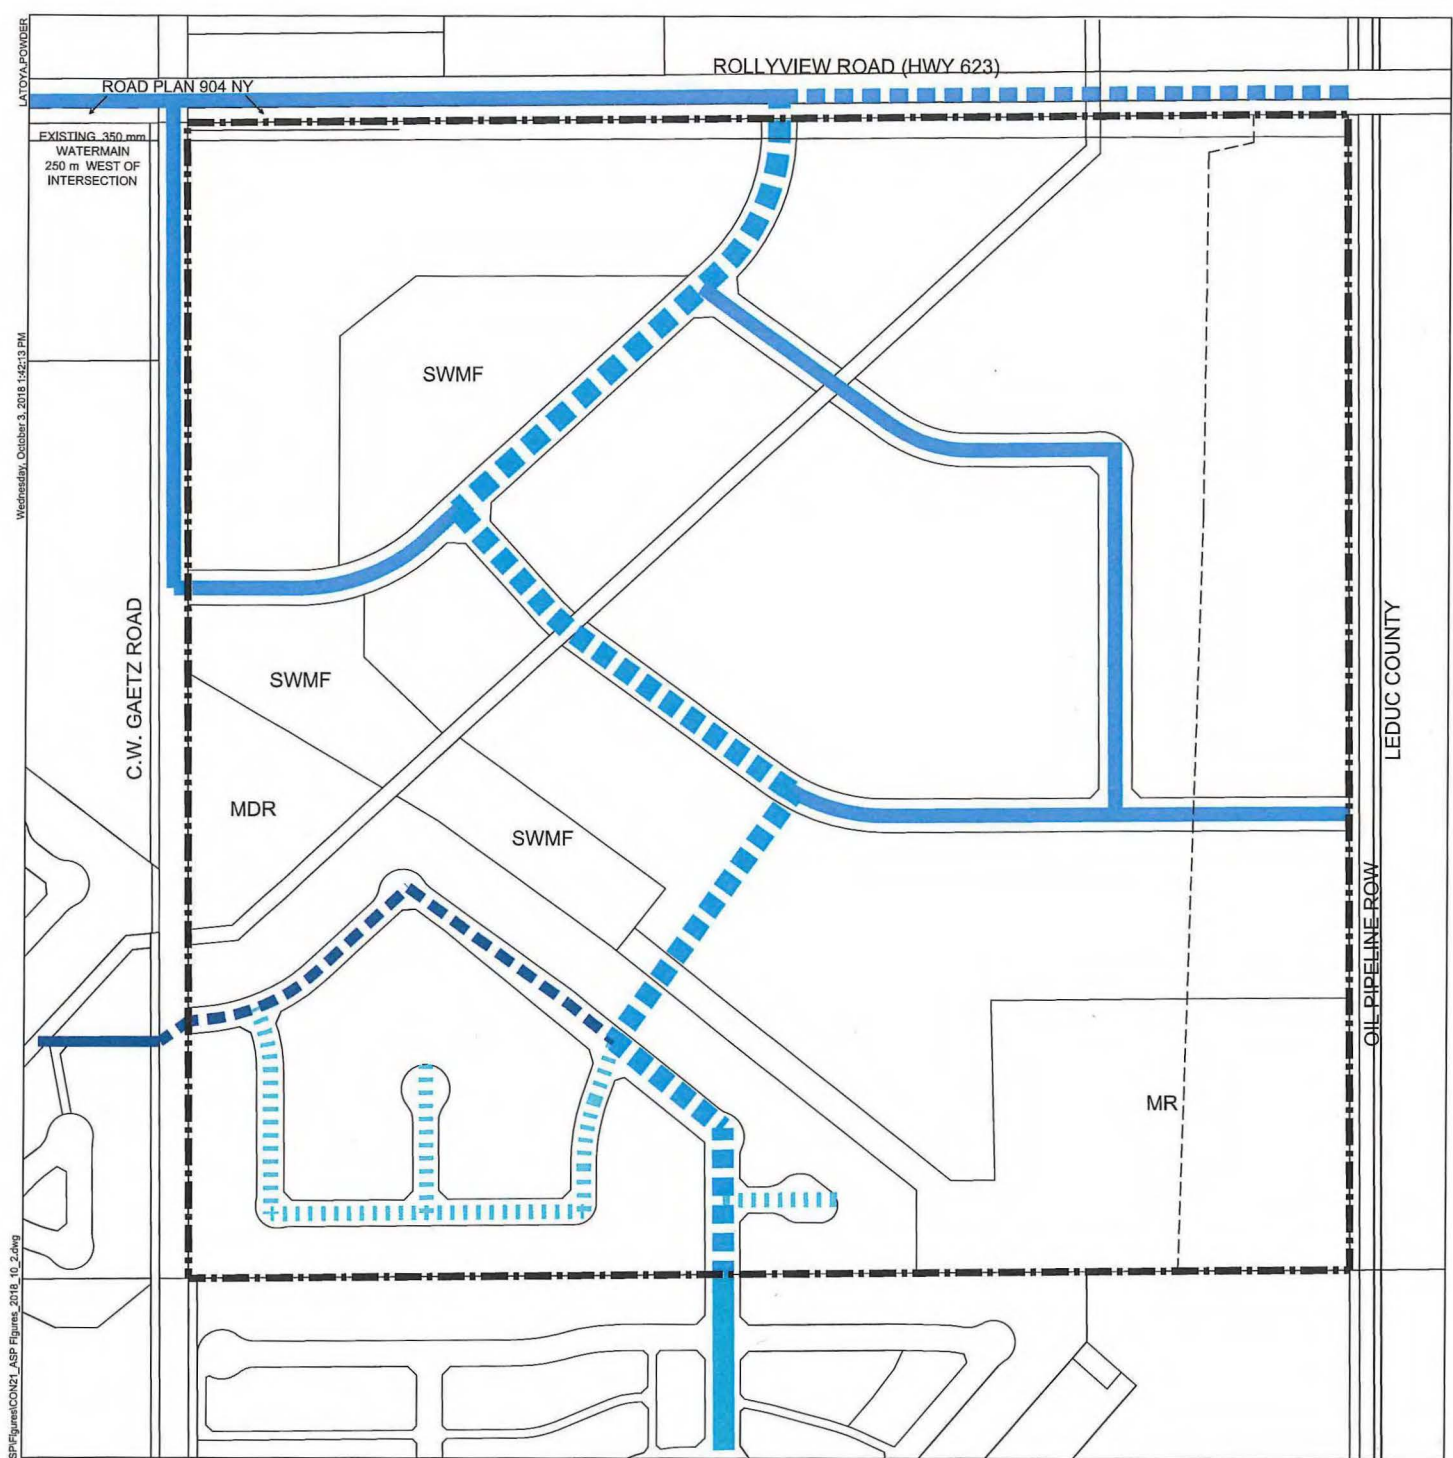 LATOYA.POWDER
ROLLYVIEW ROAD (HWY 623)
ROAD PLAN 904 NY
EXISTING 350 mm
WATERMAIN
250 m WEST OF
INTERSECTION
Wednesday, October 3, 2018 1:42:13 PM
SWMF
C.W. GAETZ ROAD
SWMF
LEDUC COUNTY
MDR
SWMF
OIL PIPELINE ROW
MR
SP\Figures\CON21_ASP Figures_2018_10_2.dwg